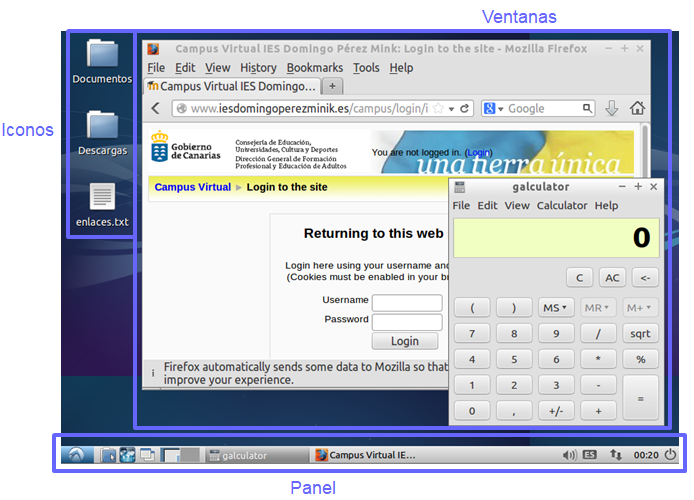 Ventanas
Iconos
Documentos
Descargas
enlaces.txt
Campus Virtual IES Domingo Pérez Mink: Login to the site - Mozilla Firefox
File Edit View History Bookmarks Tools Help
Campus Virtual IES Domingo...
www.iesdomingoperezminik.es/campus/login/i
Google
Gobierno
de Canarias
Consejería de Educación,
Universidades, Cultura y Deportes
Dirección General de Formación
Profesional y Educación de Adultos
You are not logged in. (Login)
una tierra única
Campus Virtual ► Login to the site
Returning to this web
Login here using your username and
(Cookies must be enabled in your br
Username
Password
Login
i Firefox automatically sends some data to Mozilla so that
improve your experience.
galculator
File Edit View Calculator Help
0
C AC <-
( ) MS MR M+
7 8 9 / sqrt
4 5 6 * %
1 2 3 - =
0 , +/- +
galculator
Campus Virtual IE...
ES
00:20
Panel